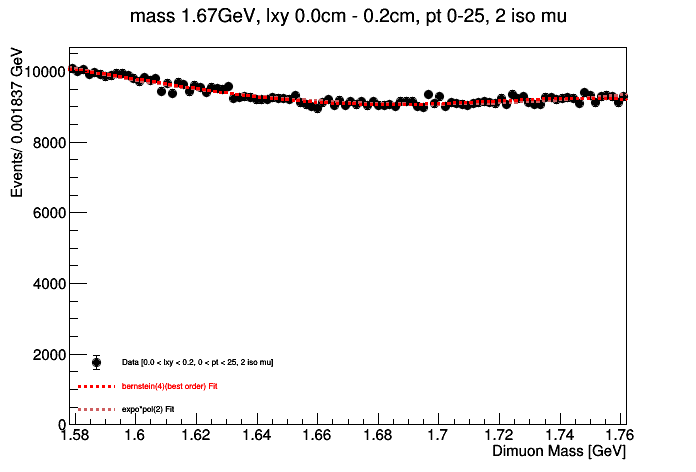 mass 1.67GeV, lxy 0.0cm - 0.2cm, pt 0-25, 2 iso mu
Events/ 0.001837 GeV
10000
8000
6000
4000
2000
0
Data [0.0 < lxy < 0.2, 0 < pt < 25, 2 iso mu]
bernstein(4)(best order) Fit
expo*pol(2) Fit
1.58 1.6 1.62 1.64 1.66 1.68 1.7 1.72 1.74 1.76
Dimuon Mass [GeV]